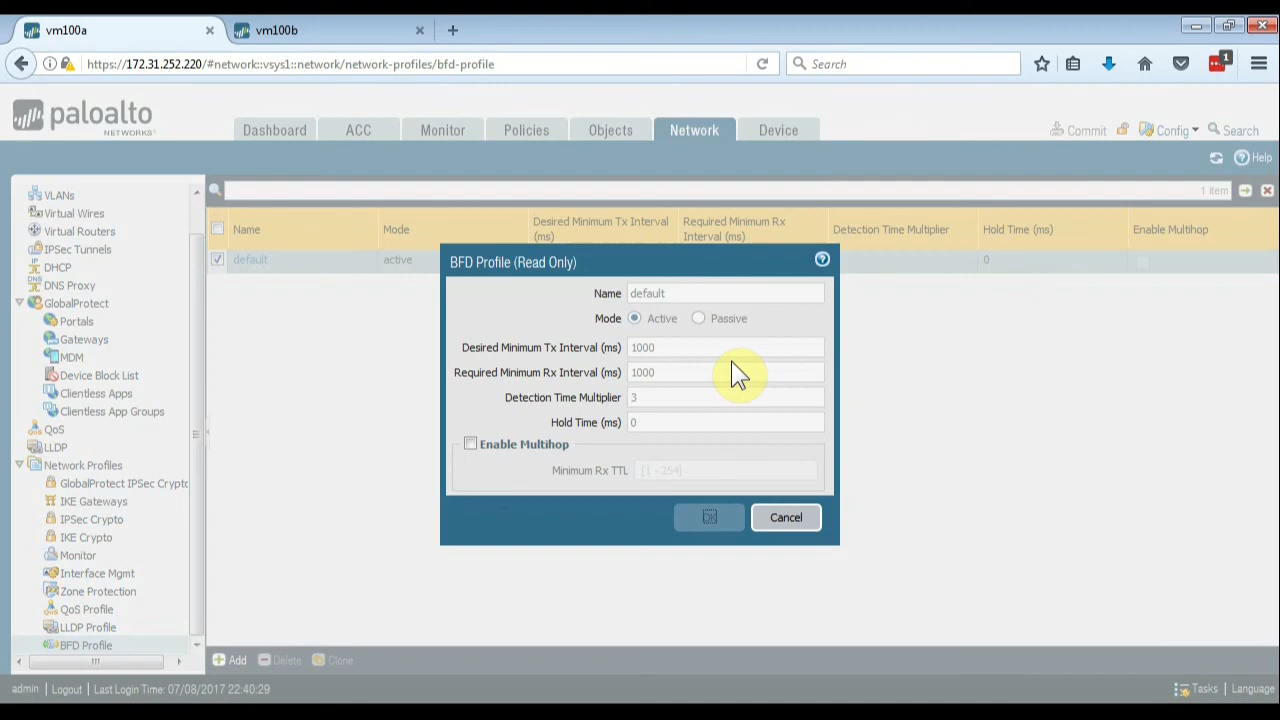 vm100a
vm100b
https://172.31.252.220/#network::vsys1::network/network-profiles/bfd-profile
Search
1
paloalto
NETWORKS®
Dashboard
ACC
Monitor
Policies
Objects
Network
Device
Commit
Config
Search
Help
VLANs
Virtual Wires
Virtual Routers
IPSec Tunnels
DHCP
DNS Proxy
GlobalProtect
Portals
Gateways
MDM
Device Block List
Clientless Apps
Clientless App Groups
QoS
LLDP
Network Profiles
GlobalProtect IPSec Crypto
IKE Gateways
IPSec Crypto
IKE Crypto
Monitor
Interface Mgmt
Zone Protection
QoS Profile
LLDP Profile
BFD Profile
1 item
Name
Mode
Desired Minimum Tx Interval (ms)
Required Minimum Rx Interval (ms)
Detection Time Multiplier
Hold Time (ms)
Enable Multihop
default
active
0
BFD Profile (Read Only)
Name default
Mode Active Passive
Desired Minimum Tx Interval (ms) 1000
Required Minimum Rx Interval (ms) 1000
Detection Time Multiplier 3
Hold Time (ms) 0
Enable Multihop
Minimum Rx TTL [1 - 254]
OK
Cancel
Add
Delete
Clone
admin | Logout | Last Login Time: 07/08/2017 22:40:29
Tasks | Language